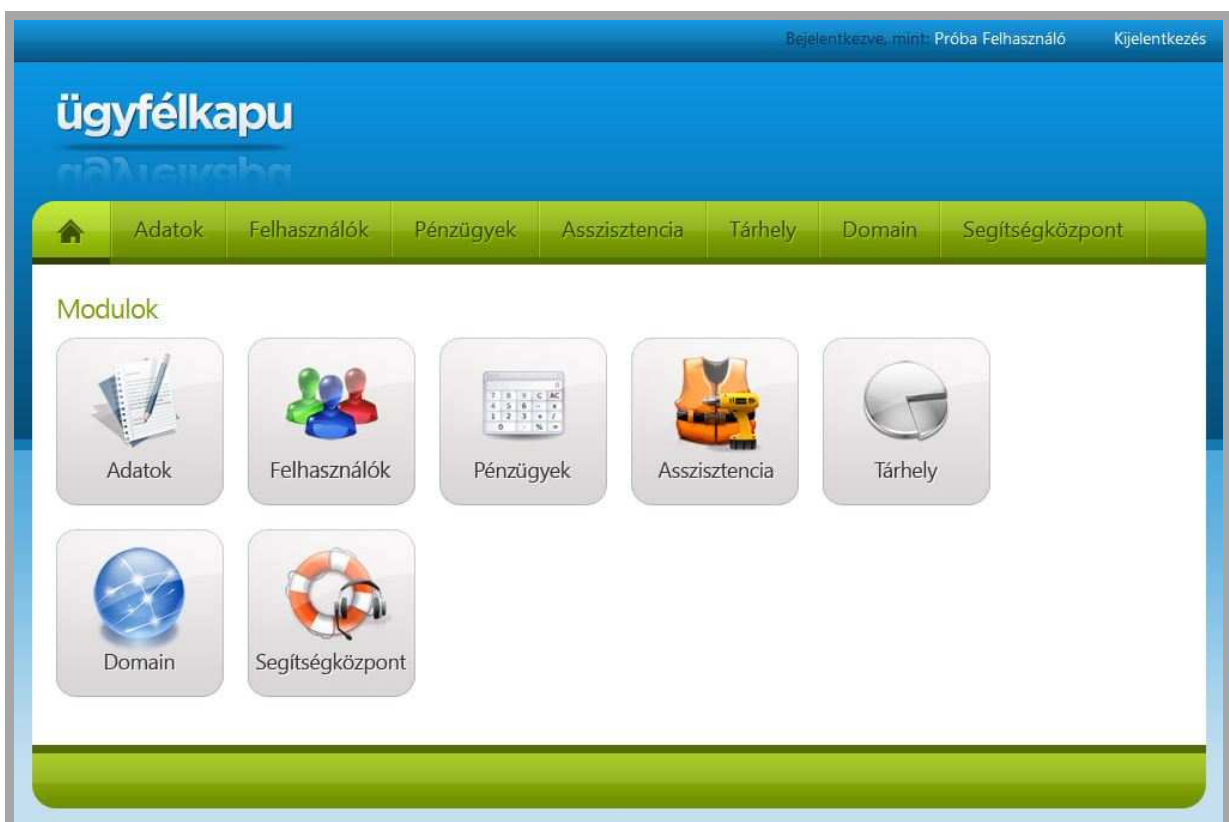 Bejelentkezve, mint: Próba Felhasználó Kijelentkezés
ügyfélkapu
Adatok Felhasználók Pénzügyek Asszisztencia Tárhely Domain Segítségközpont
Modulok
Adatok Felhasználók Pénzügyek Asszisztencia Tárhely
Domain Segítségközpont